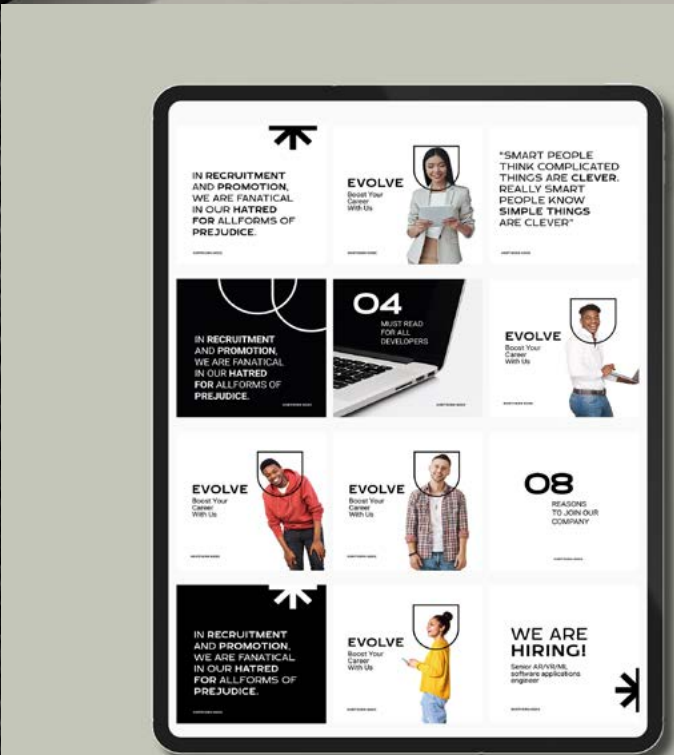 IN RECRUITMENT
AND PROMOTION,
WE ARE FANATICAL
IN OUR HATRED
FOR ALLFORMS OF
PREJUDICE.
EVOLVE
Boost Your
Career
With Us
"SMART PEOPLE
THINK COMPLICATED
THINGS ARE CLEVER.
REALLY SMART
PEOPLE KNOW
SIMPLE THINGS
ARE CLEVER"
IN RECRUITMENT
AND PROMOTION,
WE ARE FANATICAL
IN OUR HATRED
FOR ALLFORMS OF
PREJUDICE.
04
MUST READ
FOR ALL
DEVELOPERS
EVOLVE
Boost Your
Career
With Us
EVOLVE
Boost Your
Career
With Us
EVOLVE
Boost Your
Career
With Us
08
REASONS
TO JOIN OUR
COMPANY
IN RECRUITMENT
AND PROMOTION,
WE ARE FANATICAL
IN OUR HATRED
FOR ALLFORMS OF
PREJUDICE.
EVOLVE
Boost Your
Career
With Us
WE ARE
HIRING!
Senior AR/VR/ML
software applications
engineer